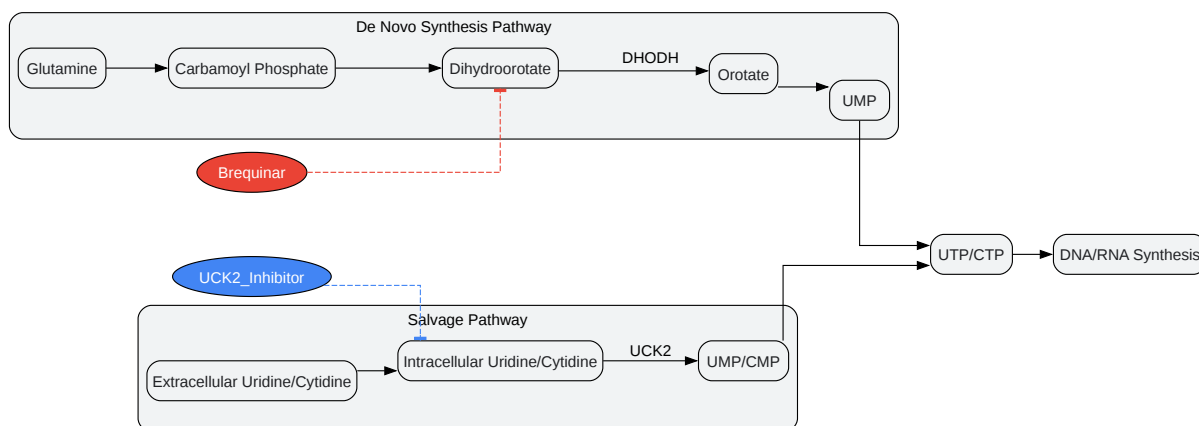 De Novo Synthesis Pathway
Glutamine
Carbamoyl Phosphate
Dihydroorotate
DHODH
Orotate
UMP
Brequinar
UCK2_Inhibitor
UTP/CTP
DNA/RNA Synthesis
Salvage Pathway
Extracellular Uridine/Cytidine
Intracellular Uridine/Cytidine
UCK2
UMP/CMP